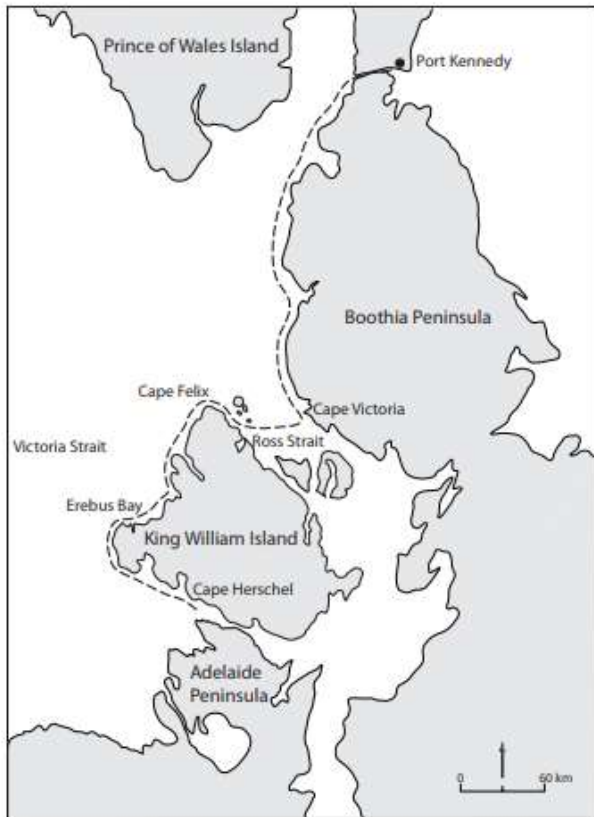 Prince of Wales Island
Port Kennedy
Boothia Peninsula
Cape Felix
Cape Victoria
Victoria Strait
Ross Strait
Erebus Bay
King William Island
Cape Herschel
Adelaide
Peninsula
0 60 km